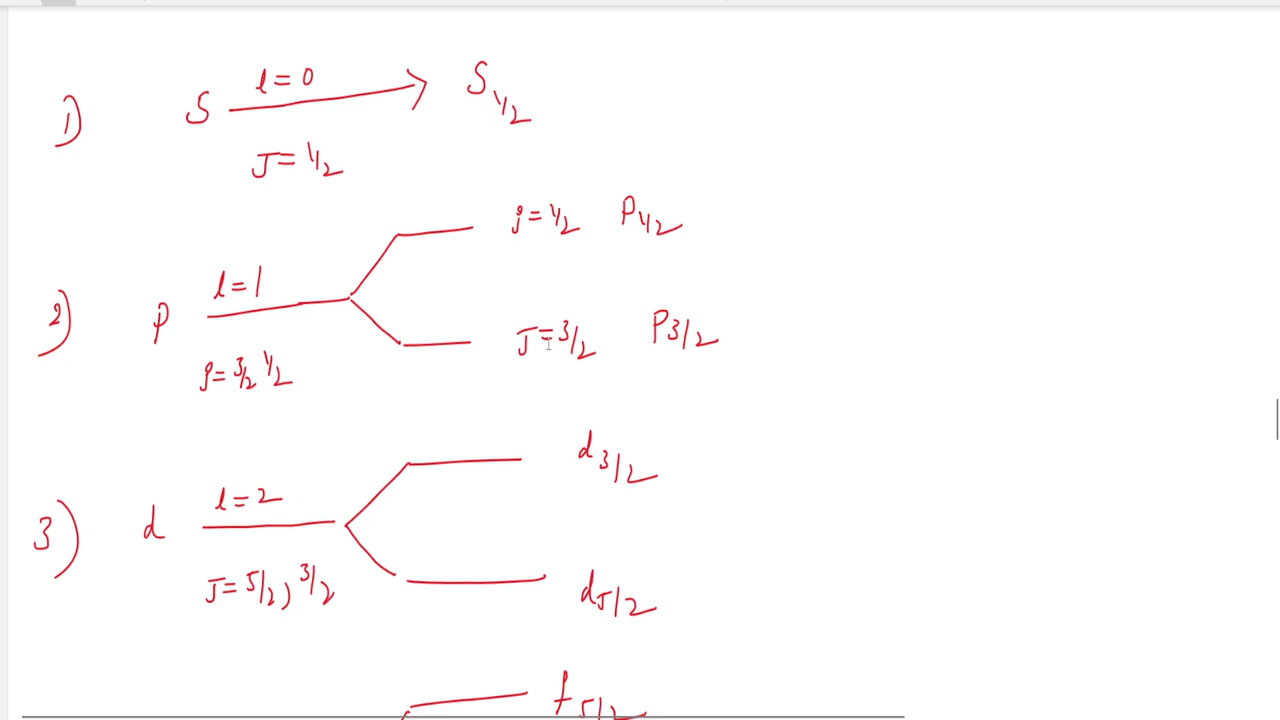 1) S l=0 → S1/2
J=1/2
j=1/2 P1/2
2) p l=1
J=3/2 P3/2
j=3/2 1/2
d3/2
3) d l=2
J=5/2, 3/2
d5/2
f5/2